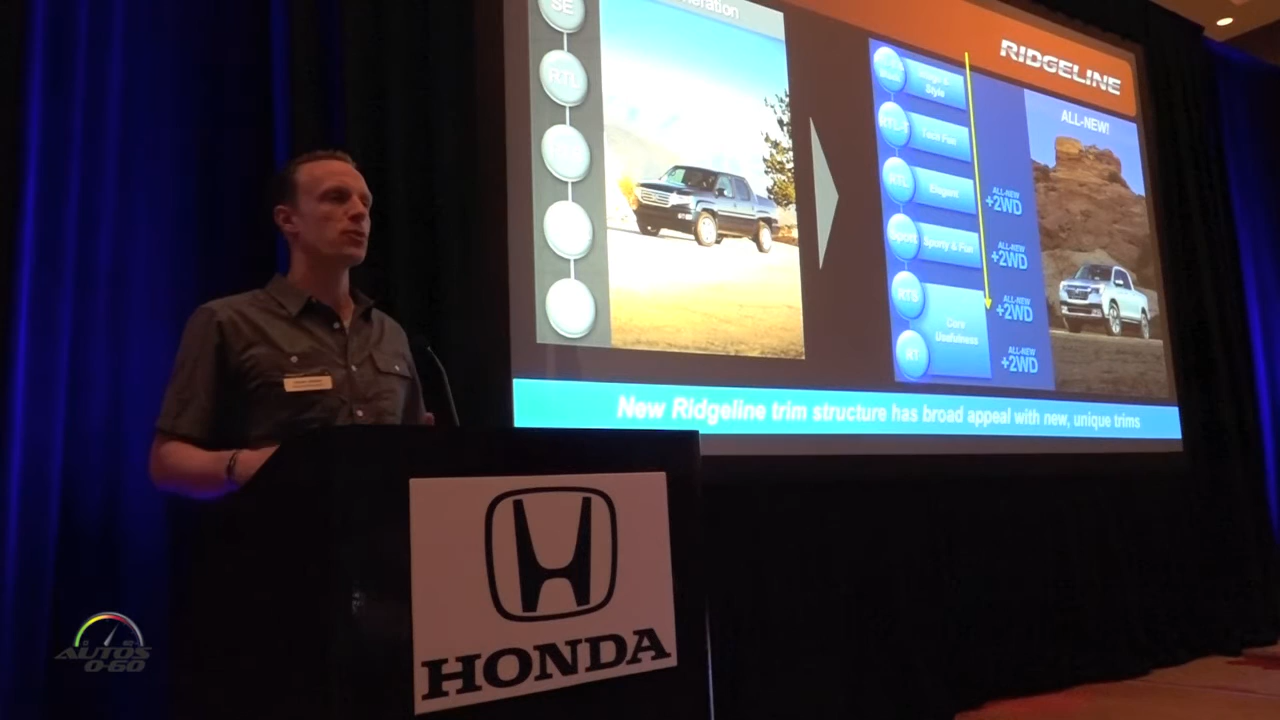 SE
RTL
RIDGELINE
ALL-NEW!
Style
RTL-T
Tech Fan
RTL
Elegant
ALL-NEW
+2WD
Sport
Sporty & Fun
ALL-NEW
+2WD
RTS
Core
Usefulness
ALL-NEW
+2WD
RT
ALL-NEW
+2WD
New Ridgeline trim structure has broad appeal with new, unique trims
HONDA
AUTOS
0-60